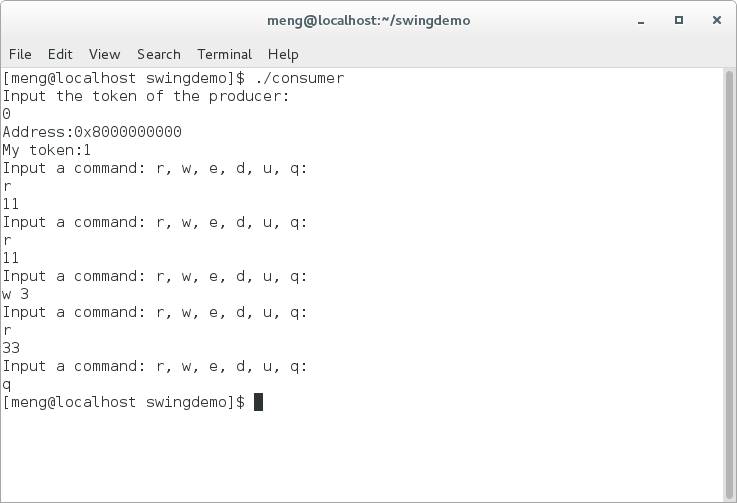 meng@localhost:~/swingdemo
File Edit View Search Terminal Help
[meng@localhost swingdemo]$ ./consumer
Input the token of the producer:
0
Address:0x8000000000
My token:1
Input a command: r, w, e, d, u, q:
r
11
Input a command: r, w, e, d, u, q:
r
11
Input a command: r, w, e, d, u, q:
w 3
Input a command: r, w, e, d, u, q:
r
33
Input a command: r, w, e, d, u, q:
q
[meng@localhost swingdemo]$